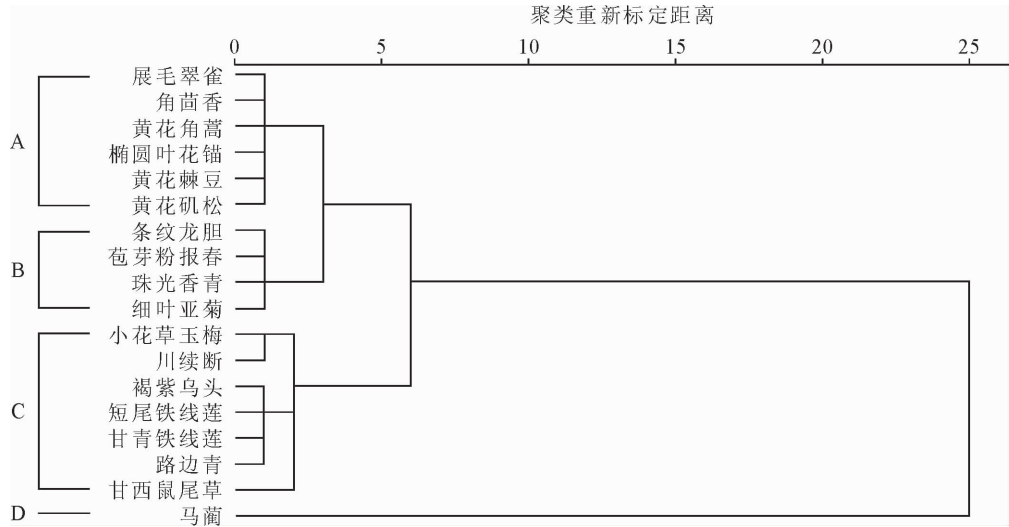 聚类重新标定距离
0 5 10 15 20 25
展毛翠雀
角茴香
A 黄花角蒿
椭圆叶花锚
黄花棘豆
黄花矶松
条纹龙胆
苞芽粉报春
B 珠光香青
细叶亚菊
小花草玉梅
川续断
褐紫乌头
C 短尾铁线莲
甘青铁线莲
路边青
甘西鼠尾草
D 马蔺